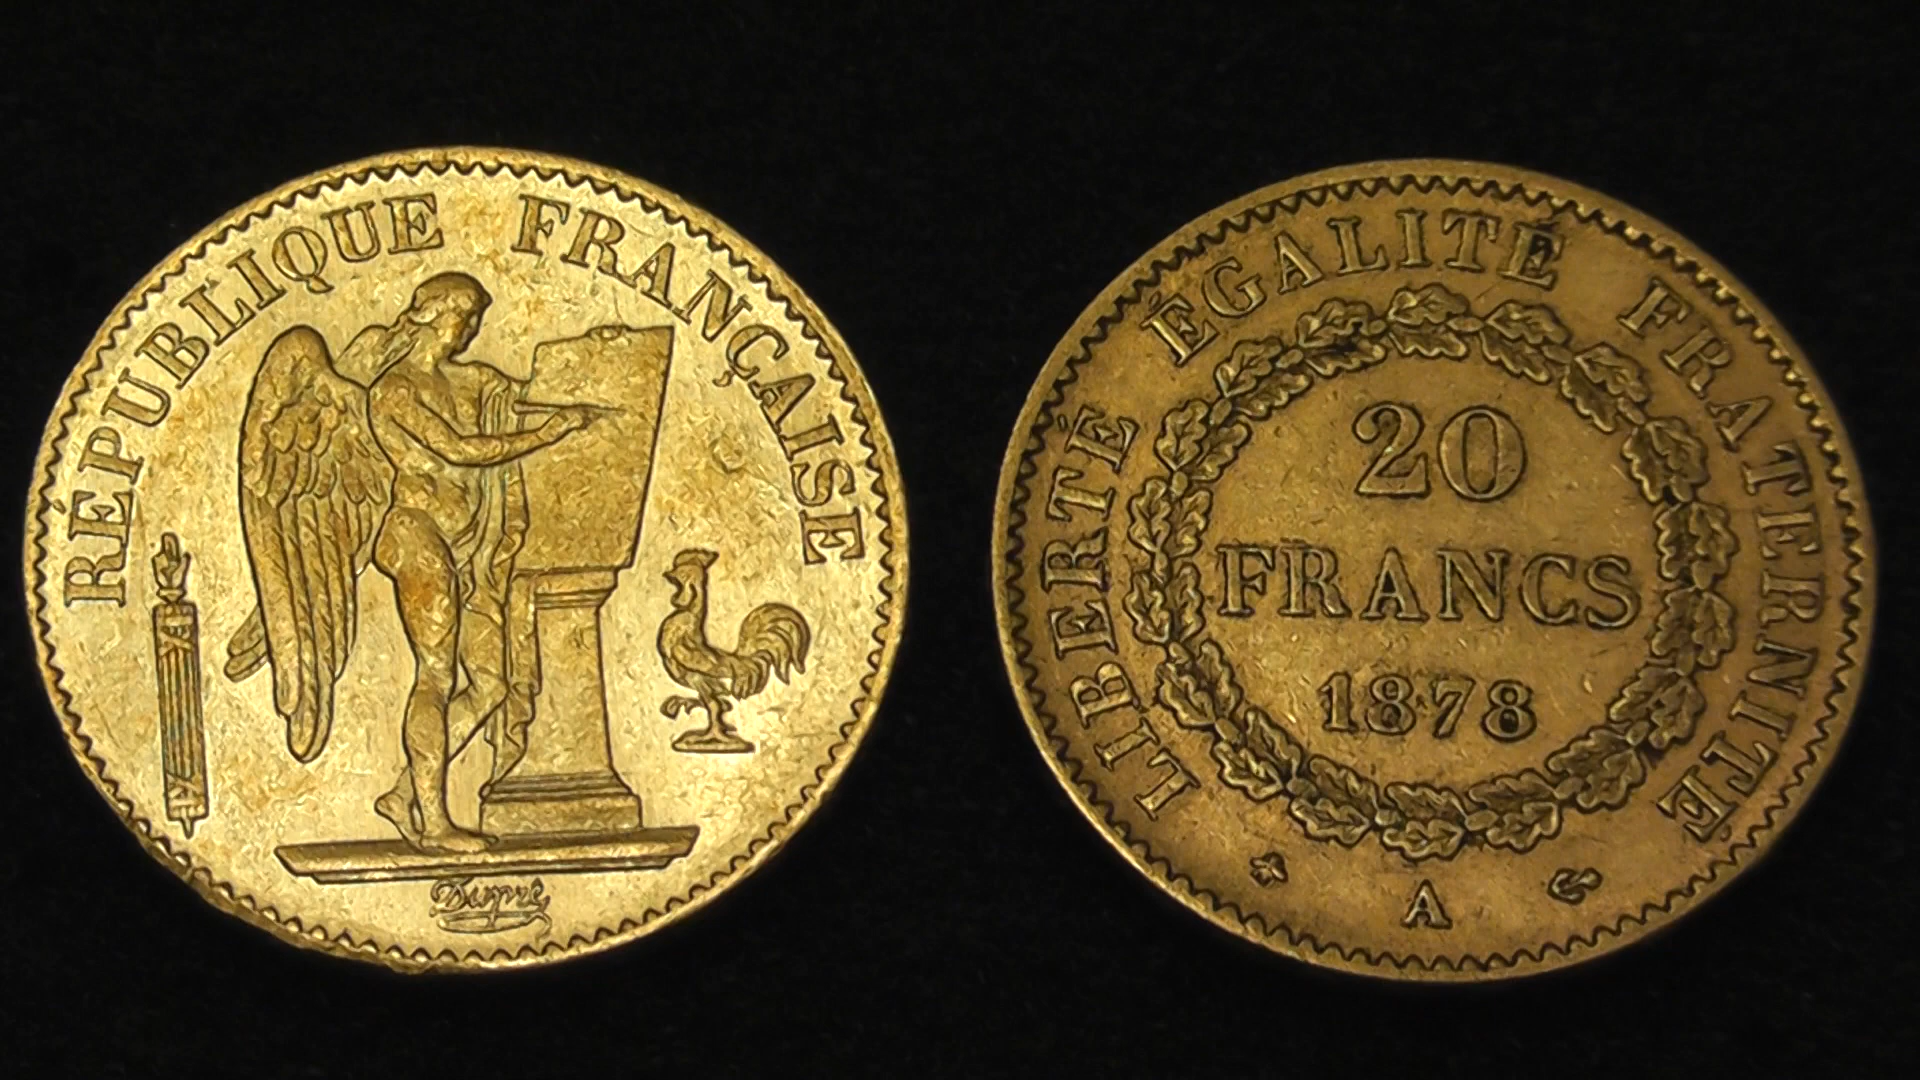 RÉPUBLIQUE FRANÇAISE
Dupré
LIBERTÉ ÉGALITÉ FRATERNITÉ
20
FRANCS
1878
A